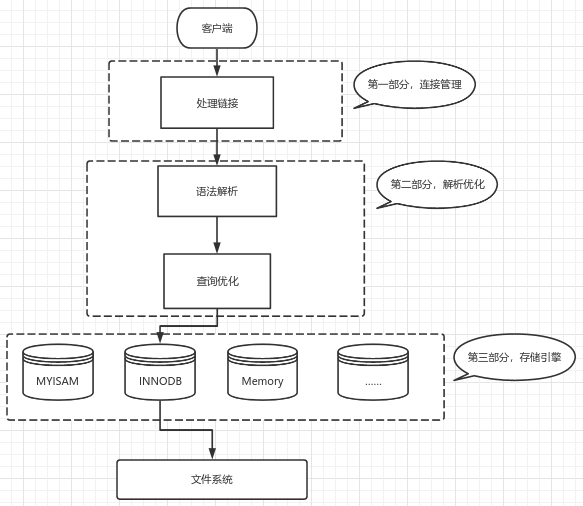 客户端
处理链接
第一部分，连接管理
语法解析
第二部分，解析优化
查询优化
MYISAM
INNODB
Memory
......
第三部分，存储引擎
文件系统